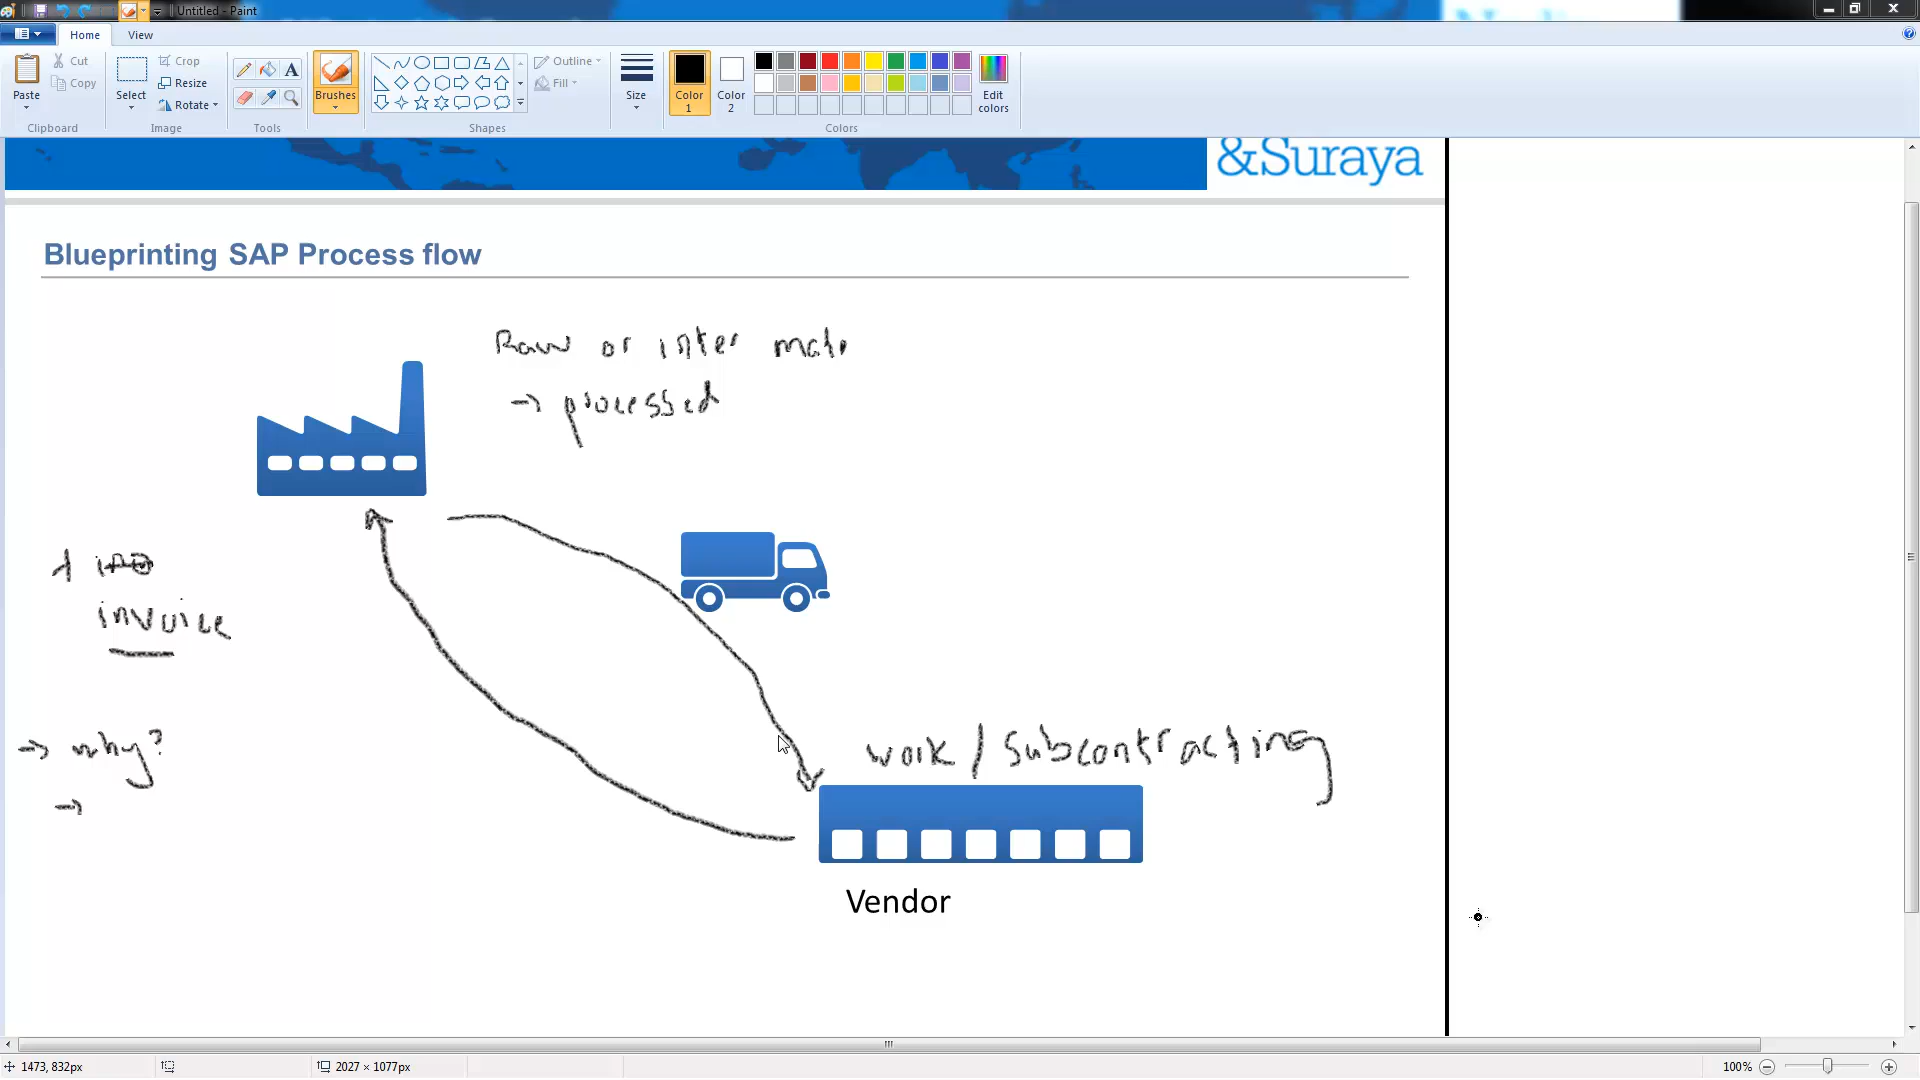 Untitled - Paint
Home View
Paste
Cut
Copy
Clipboard
Select
Crop
Resize
Rotate
Image
Tools
Brushes
Shapes
Outline
Fill
Size
Color 1
Color 2
Edit colors
Colors
&Suraya
Blueprinting SAP Process flow
Raw or inter mat.
→ processed
invoice
→ why?
→
work / subcontracting
Vendor
1473, 832px
2027 × 1077px
100%